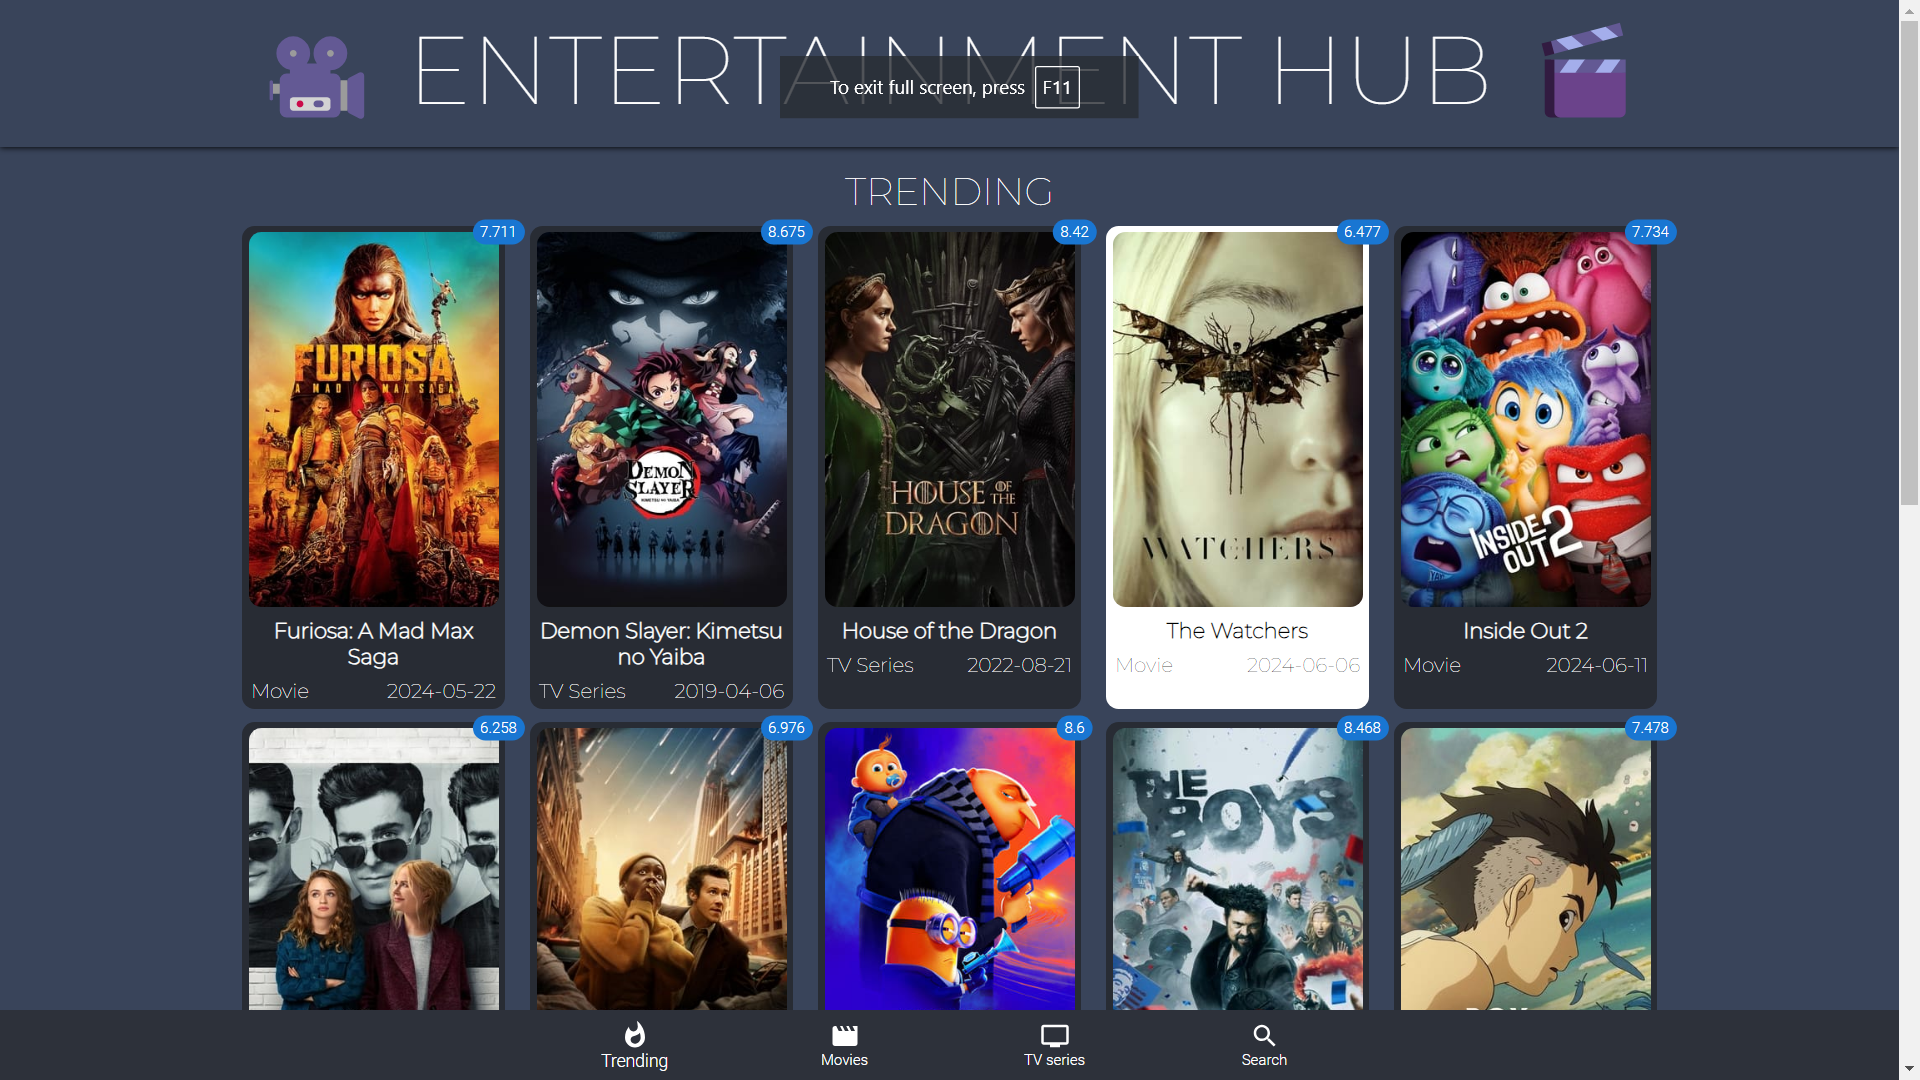 ENTERTAINMENT HUB
To exit full screen, press F11
TRENDING
7.711
8.675
8.42
6.477
7.734
FURIOSA
A MAD MAX SAGA
DEMON
SLAYER
KIMETSU NO YAIBA
HOUSE OF THE
DRAGON
WATCHERS
INSIDE
OUT 2
Furiosa: A Mad Max
Saga
Movie 2024-05-22
Demon Slayer: Kimetsu
no Yaiba
TV Series 2019-04-06
House of the Dragon
TV Series 2022-08-21
The Watchers
Movie 2024-06-06
Inside Out 2
Movie 2024-06-11
6.258
6.976
8.6
8.468
7.478
THE
BOYS
Trending
Movies
TV series
Search